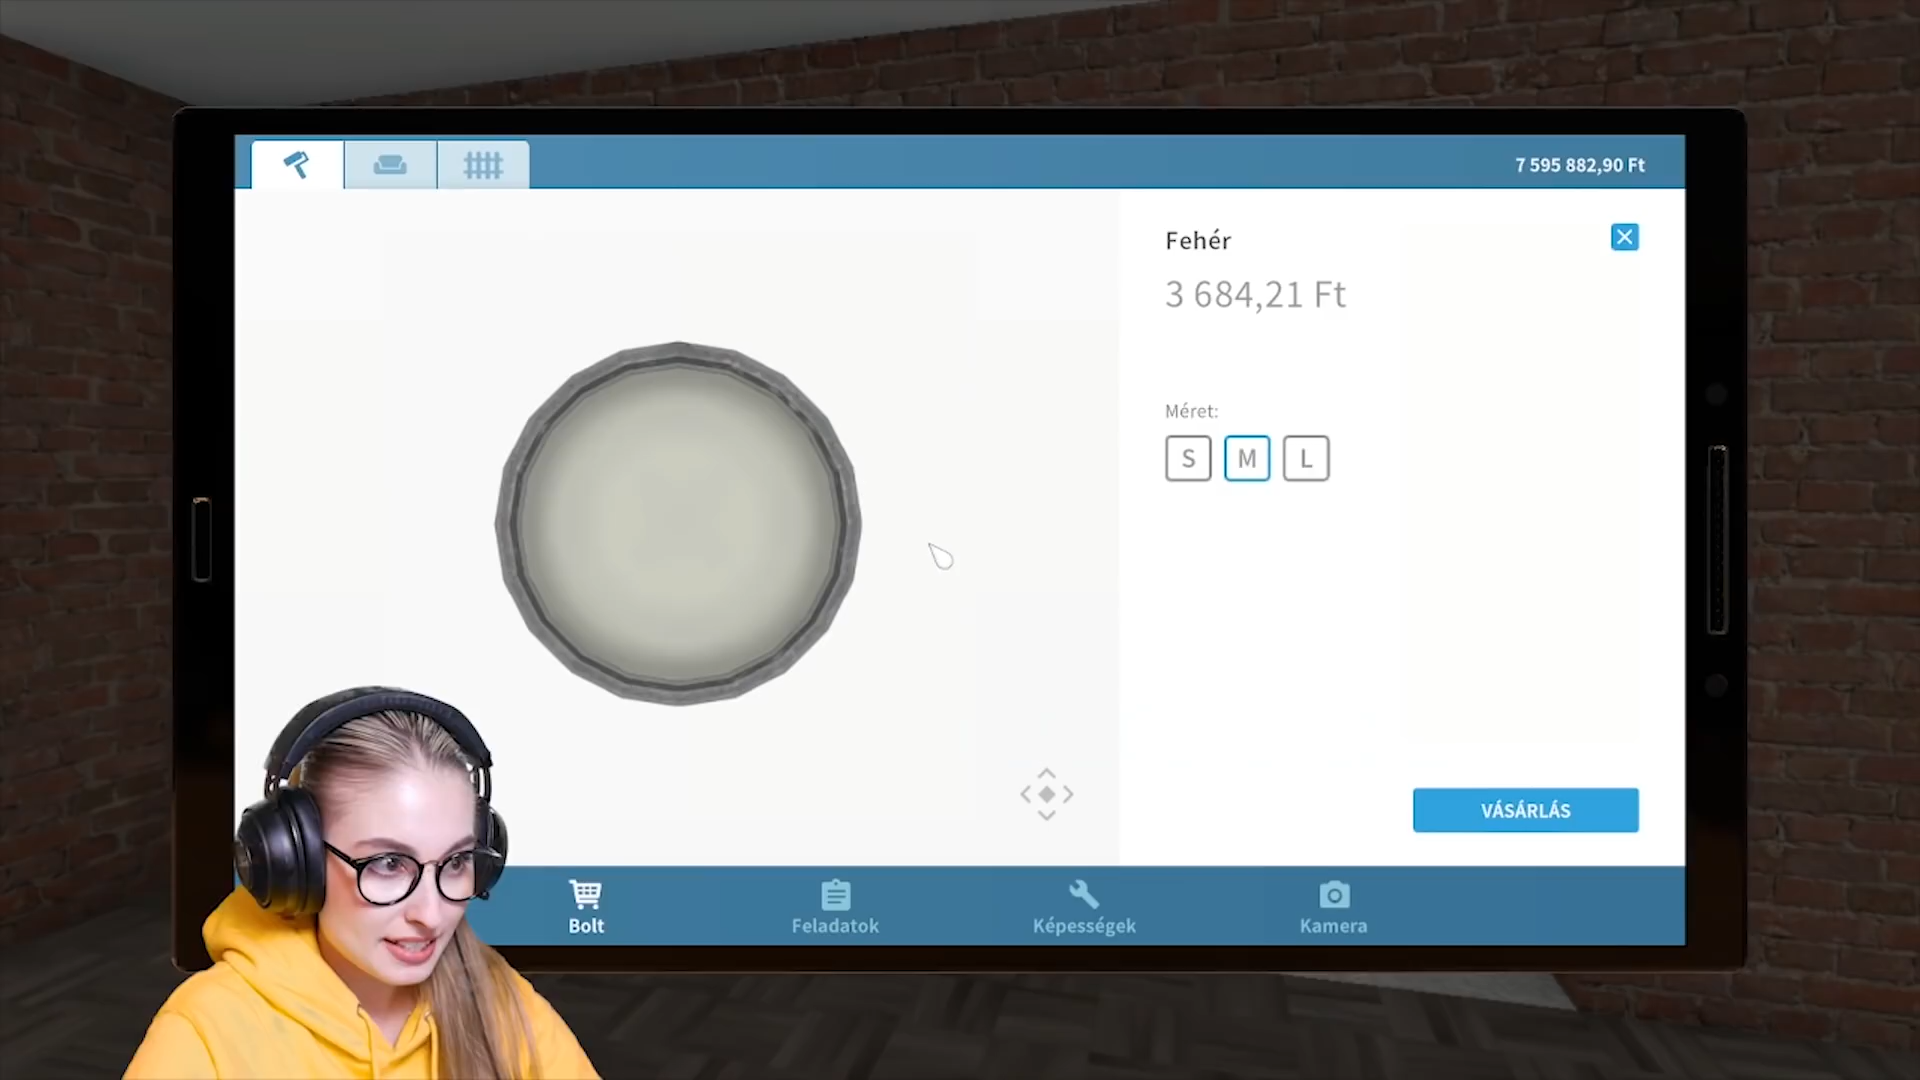 7 595 882,90 Ft
Fehér
3 684,21 Ft
Méret:
S M L
VÁSÁRLÁS
Bolt Feladatok Képességek Kamera